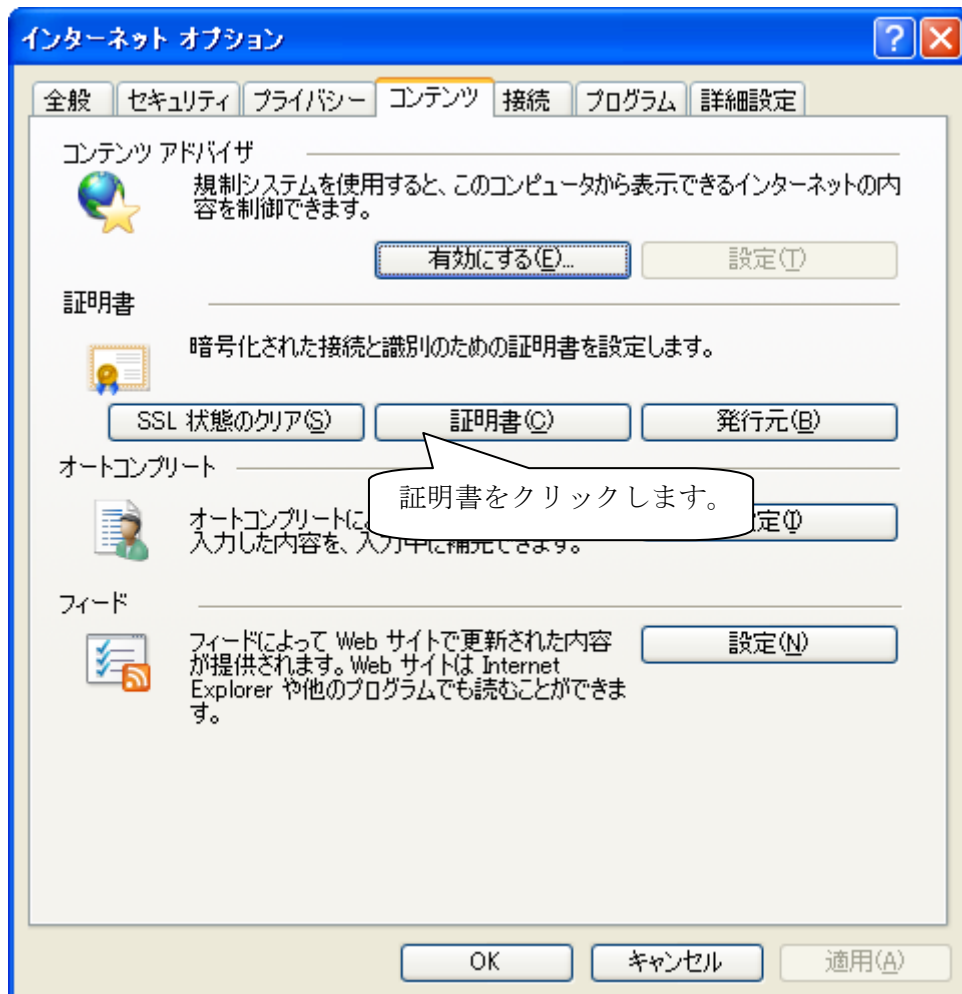 インターネット オプション
全般 セキュリティ プライバシー コンテンツ 接続 プログラム 詳細設定
コンテンツ アドバイザ
規制システムを使用すると、このコンピュータから表示できるインターネットの内
容を制御できます。
有効にする(E)... 設定(T)
証明書
暗号化された接続と識別のための証明書を設定します。
SSL 状態のクリア(S) 証明書(C) 発行元(B)
オートコンプリート
証明書をクリックします。
オートコンプリートに 定(I)
入力した内容を、入力中に補完できます。
フィード
フィードによって Web サイトで更新された内容 設定(N)
が提供されます。Web サイトは Internet
Explorer や他のプログラムでも読むことができま
す。
OK キャンセル 適用(A)